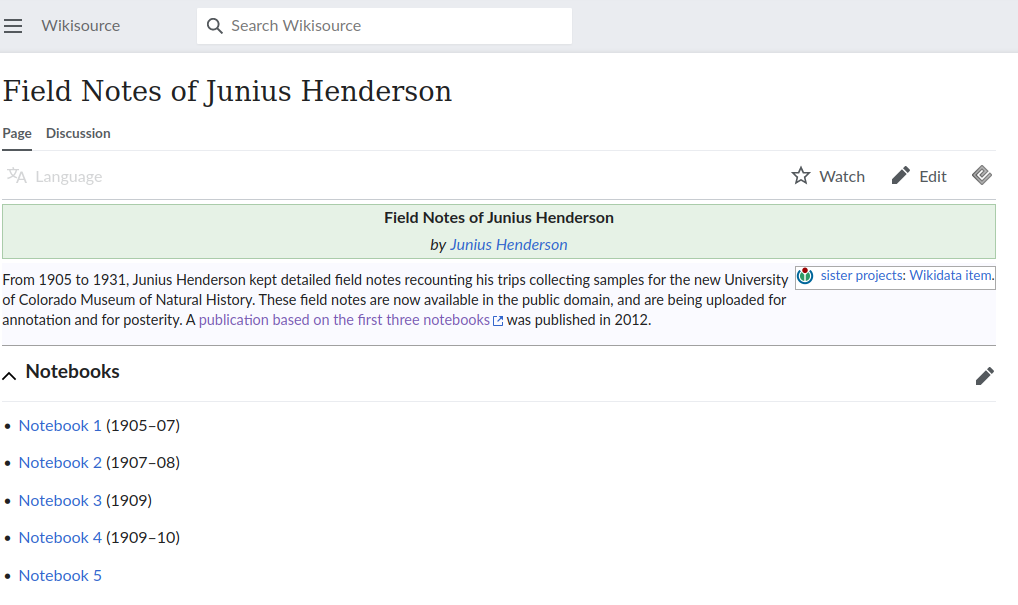 Wikisource
Search Wikisource
Field Notes of Junius Henderson
Page Discussion
Language
Watch Edit
Field Notes of Junius Henderson
by Junius Henderson
From 1905 to 1931, Junius Henderson kept detailed field notes recounting his trips collecting samples for the new University
of Colorado Museum of Natural History. These field notes are now available in the public domain, and are being uploaded for
annotation and for posterity. A publication based on the first three notebooks was published in 2012.
sister projects: Wikidata item.
Notebooks
• Notebook 1 (1905–07)
• Notebook 2 (1907–08)
• Notebook 3 (1909)
• Notebook 4 (1909–10)
• Notebook 5